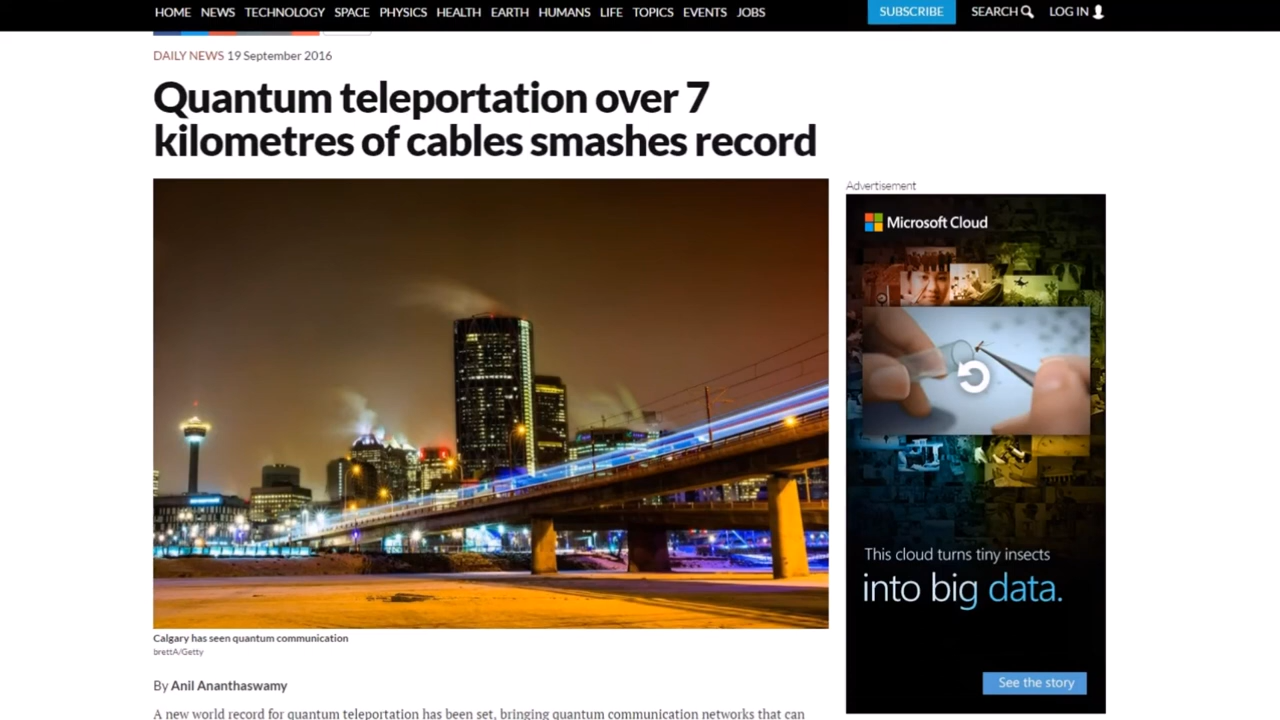 HOME NEWS TECHNOLOGY SPACE PHYSICS HEALTH EARTH HUMANS LIFE TOPICS EVENTS JOBS SUBSCRIBE SEARCH LOG IN
DAILY NEWS 19 September 2016
Quantum teleportation over 7
kilometres of cables smashes record
Advertisement
Microsoft Cloud
This cloud turns tiny insects
into big data.
See the story
Calgary has seen quantum communication
brettA/Getty
By Anil Ananthaswamy
A new world record for quantum teleportation has been set, bringing quantum communication networks that can